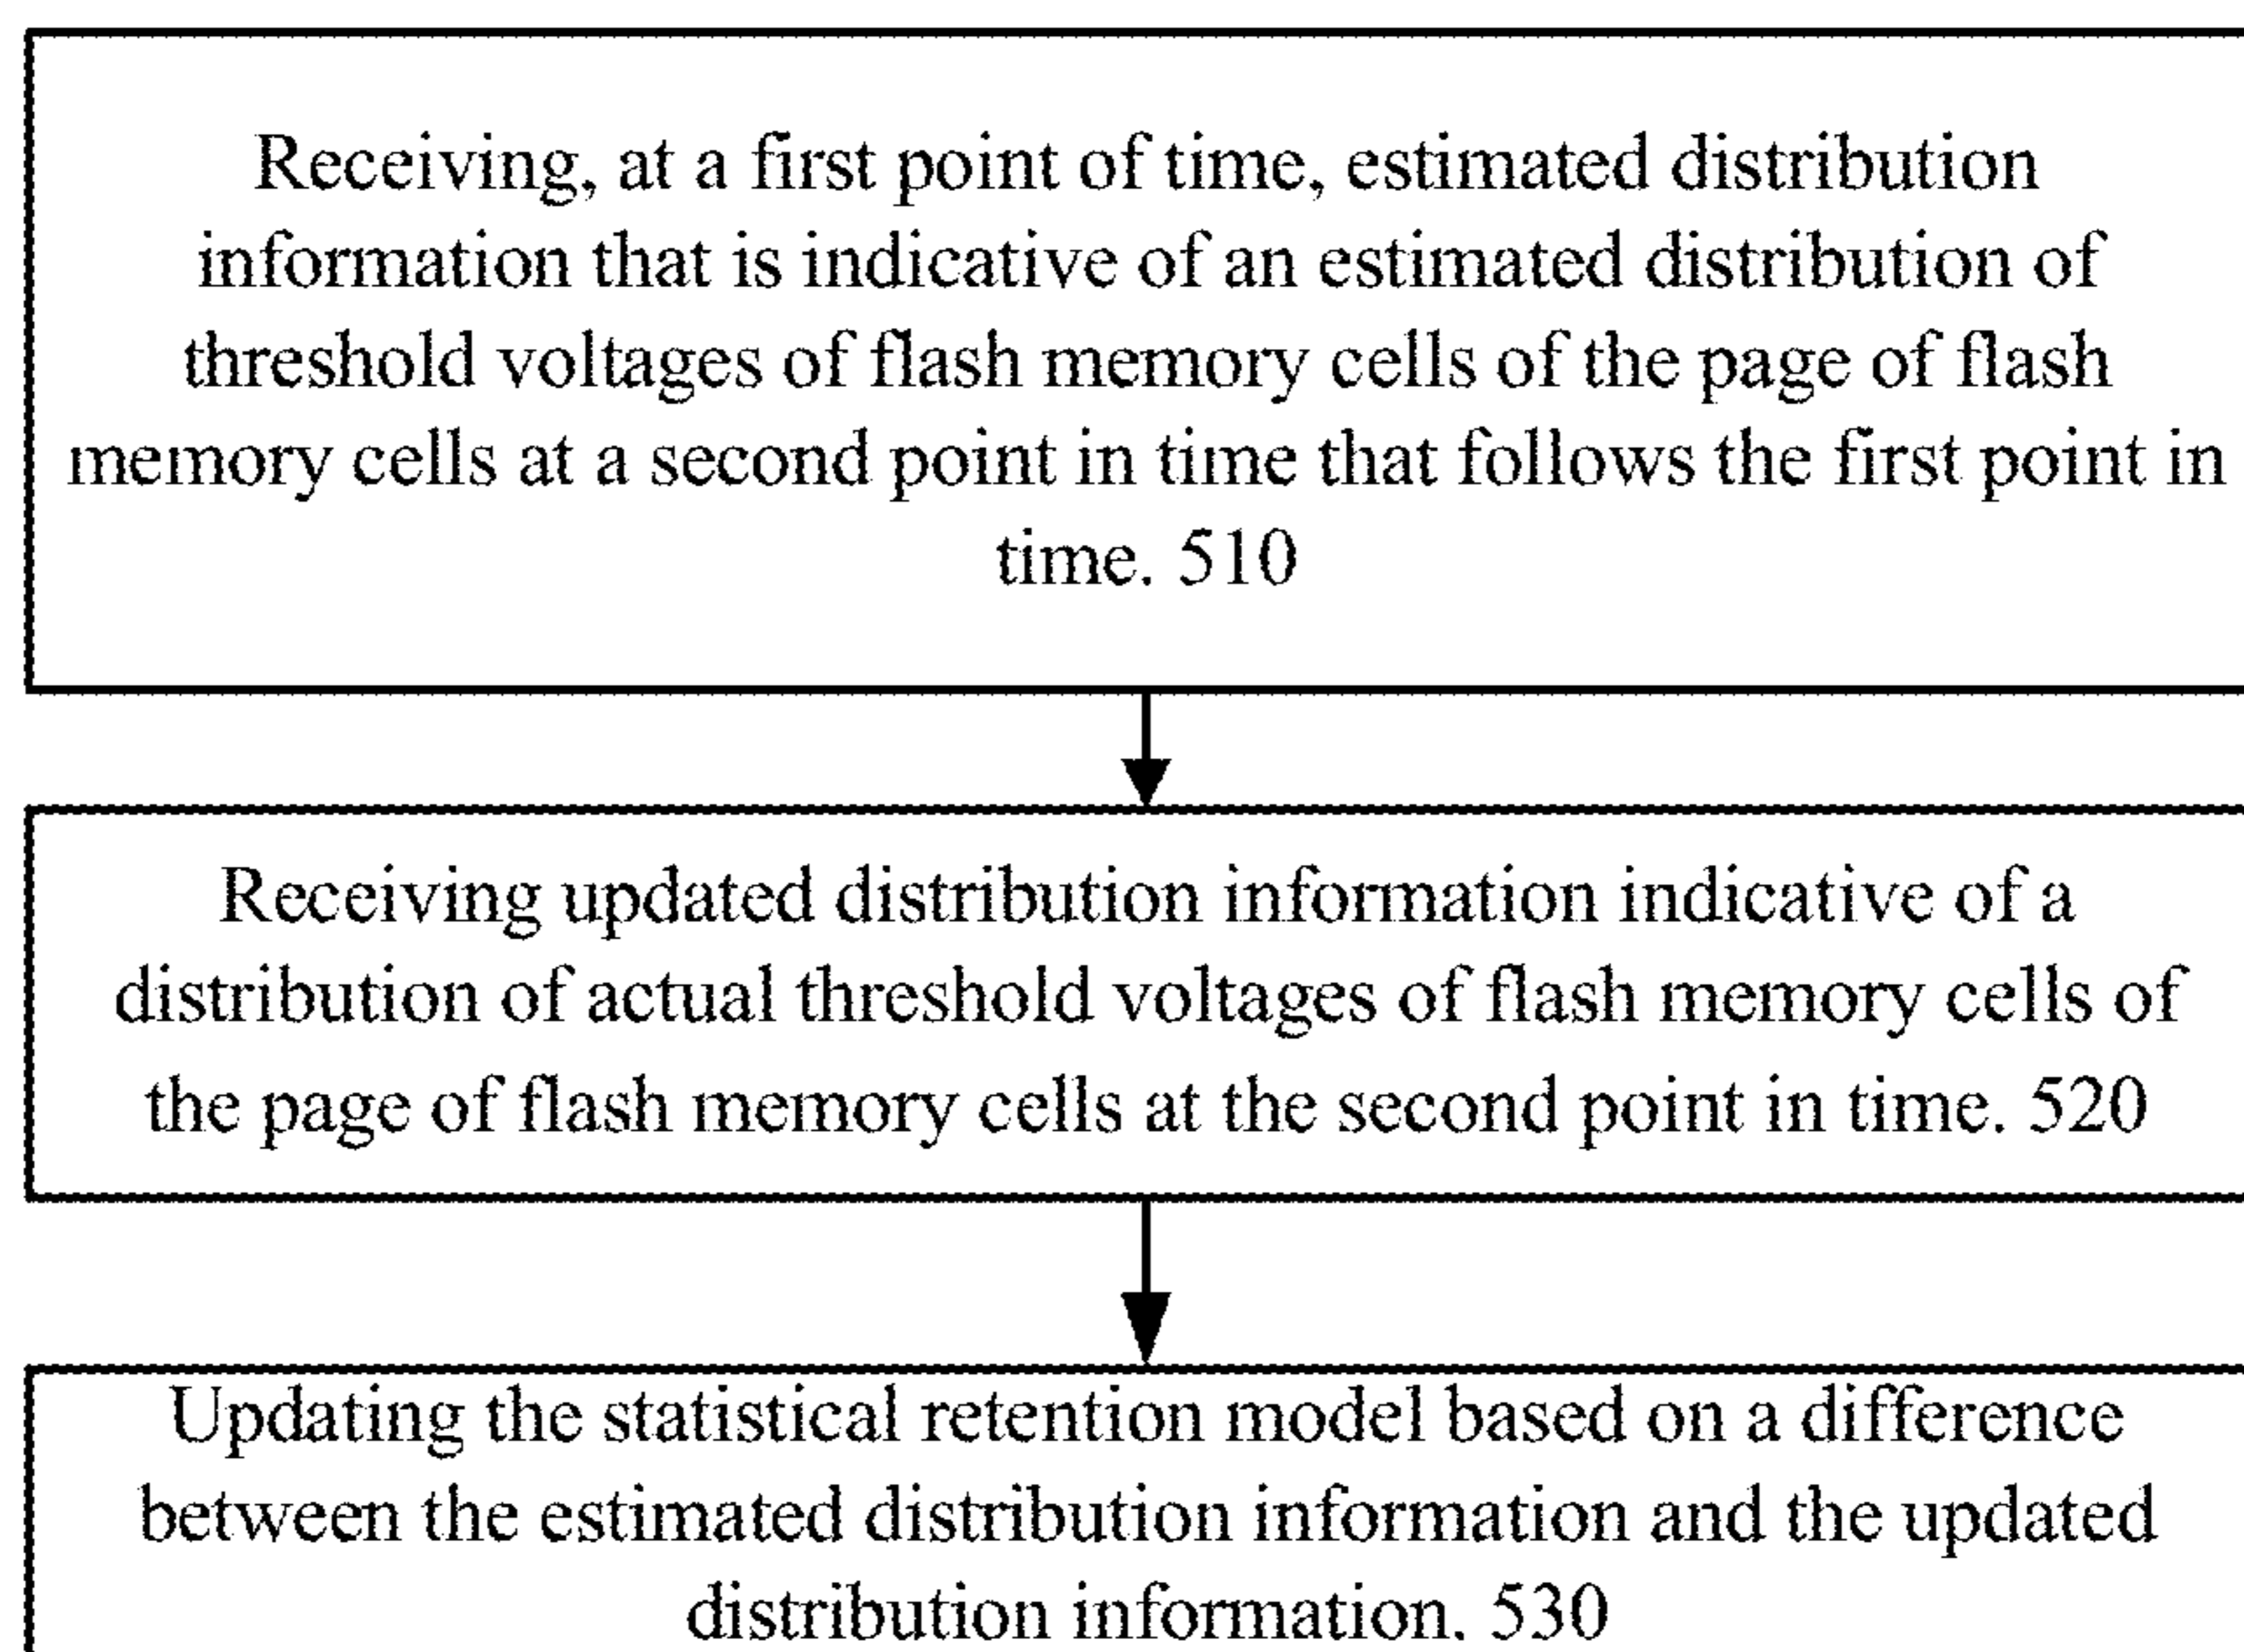 Receiving, at a first point of time, estimated distribution
information that is indicative of an estimated distribution of
threshold voltages of flash memory cells of the page of flash
memory cells at a second point in time that follows the first point in
time. 510
Receiving updated distribution information indicative of a
distribution of actual threshold voltages of flash memory cells of
the page of flash memory cells at the second point in time. 520
Updating the statistical retention model based on a difference
between the estimated distribution information and the updated
distribution information. 530